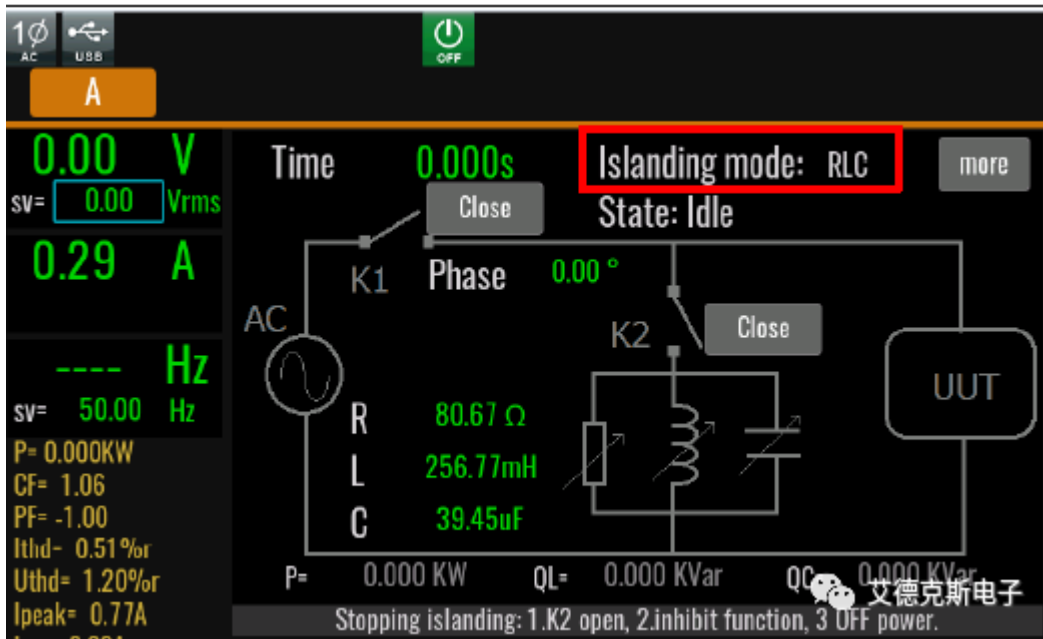 1Ø
AC
USB
OFF
A
0.00 V
sv= 0.00 Vrms
0.29 A
---- Hz
sv= 50.00 Hz
P= 0.000KW
CF= 1.06
PF= -1.00
Ithd= 0.51%r
Uthd= 1.20%r
Ipeak= 0.77A
Time 0.000s
Islanding mode: RLC
more
Close
State: Idle
K1
Phase 0.00 °
AC
K2
Close
UUT
R 80.67 Ω
L 256.77mH
C 39.45uF
P= 0.000 KW QL= 0.000 KVar QC= 0.000 KVar
艾德克斯电子
Stopping islanding: 1.K2 open, 2.inhibit function, 3 OFF power.